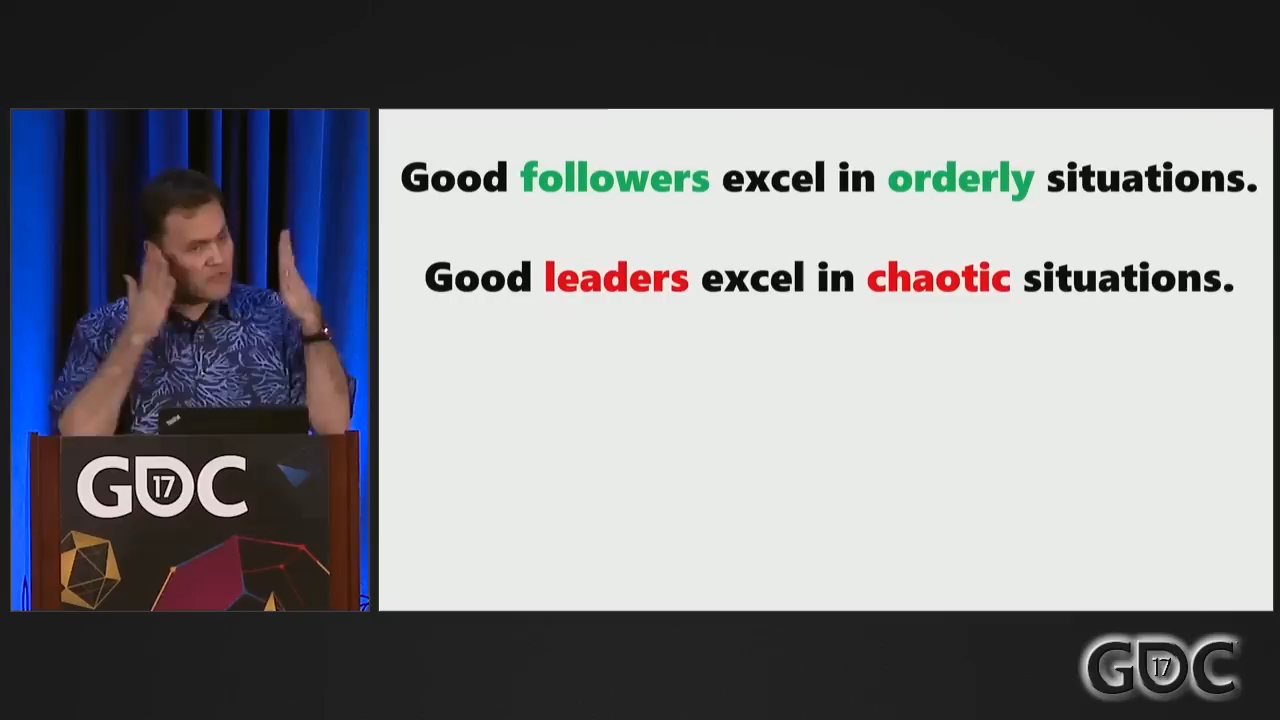 Good followers excel in orderly situations.
Good leaders excel in chaotic situations.
GDC
17
GDC
17